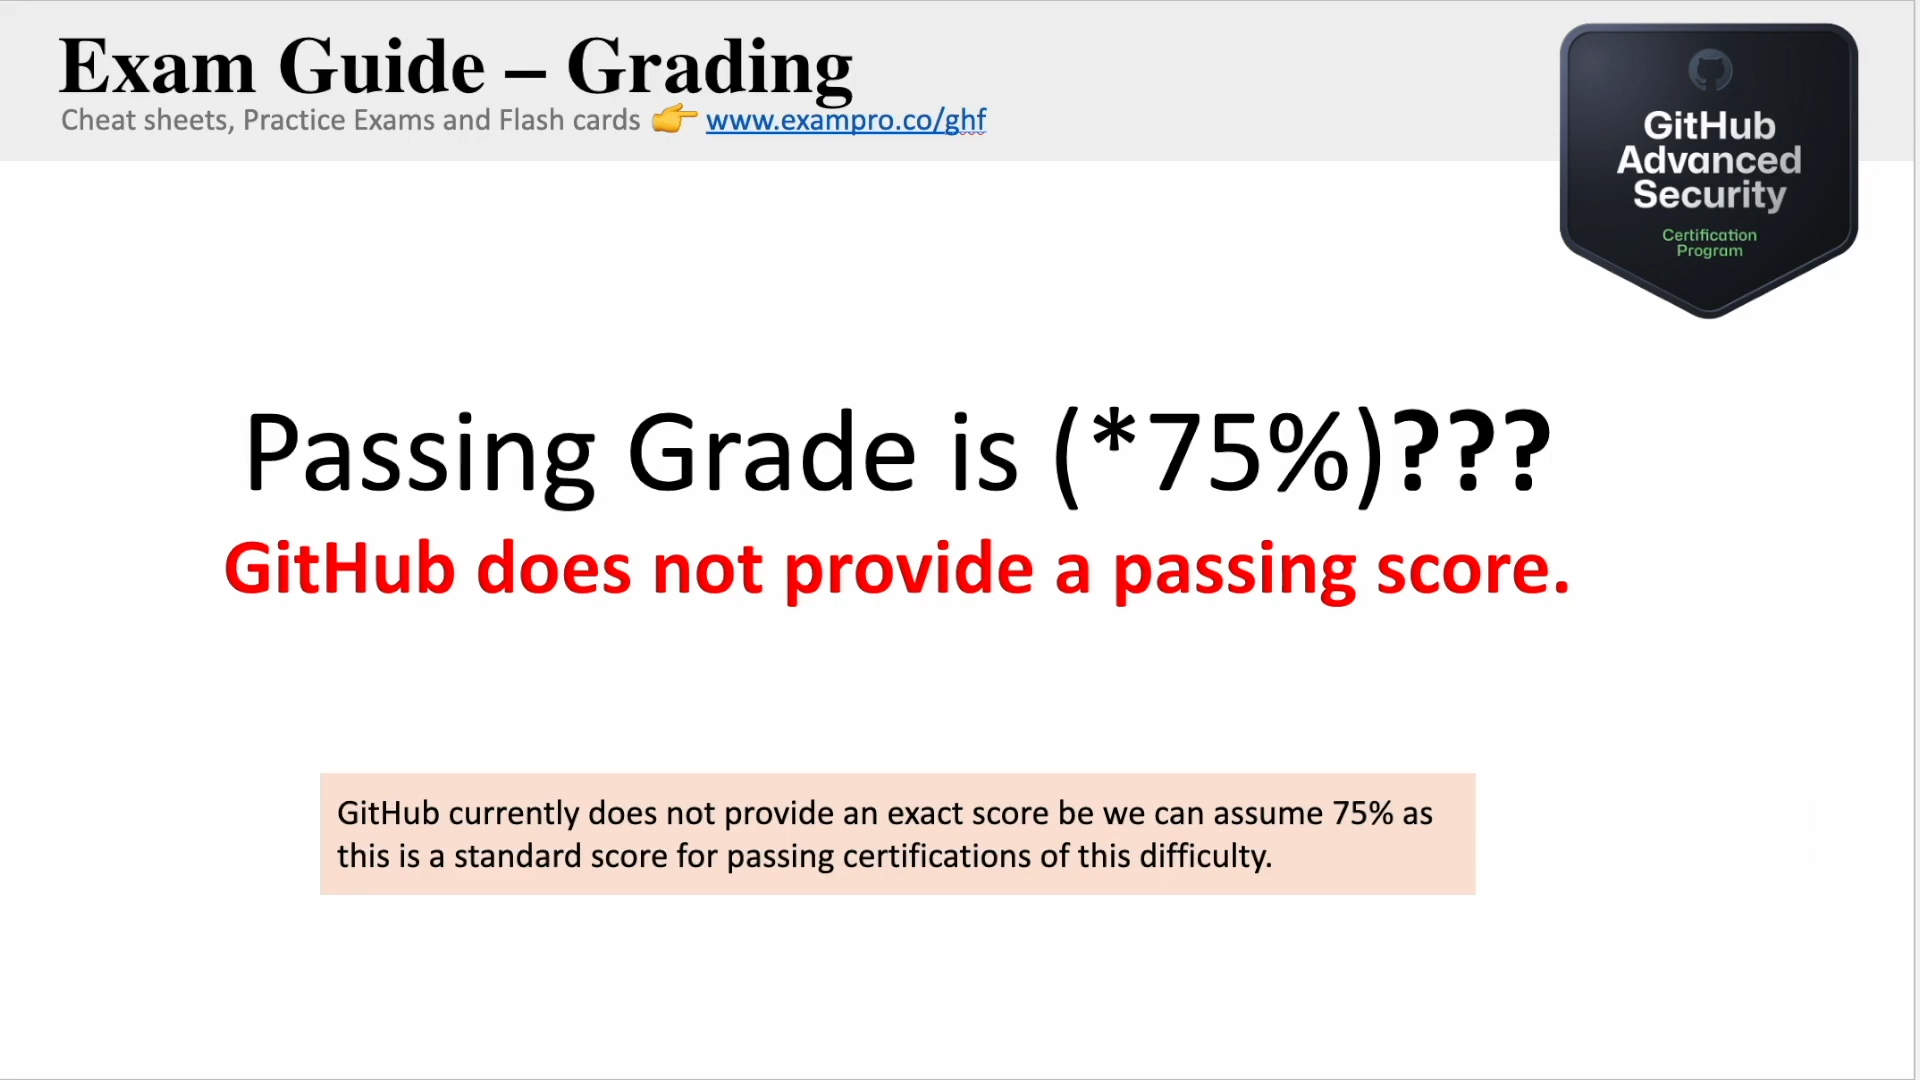 Exam Guide – Grading
Cheat sheets, Practice Exams and Flash cards 👉 www.exampro.co/ghf
GitHub
Advanced
Security
Certification
Program
Passing Grade is (*75%)???
GitHub does not provide a passing score.
GitHub currently does not provide an exact score be we can assume 75% as
this is a standard score for passing certifications of this difficulty.